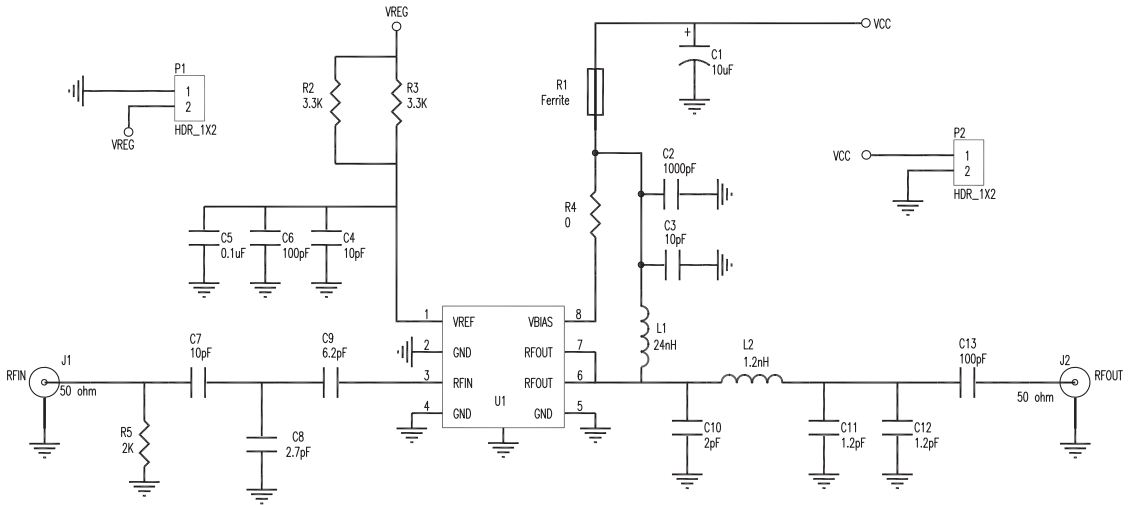 VREG
VCC
+
C1
10uF
P1
1
2
HDR_1X2
VREG
R2
3.3K
R3
3.3K
R1
Ferrite
P2
VCC
1
2
HDR_1X2
C2
1000pF
R4
0
C3
10pF
C5
0.1uF
C6
100pF
C4
10pF
1
VREF
VBIAS
8
2
GND
RFOUT
7
3
RFIN
RFOUT
6
4
GND
GND
5
U1
L1
24nH
L2
1.2nH
C13
100pF
C7
10pF
C9
6.2pF
J1
RFIN
50 ohm
J2
RFOUT
50 ohm
R5
2K
C8
2.7pF
C10
2pF
C11
1.2pF
C12
1.2pF